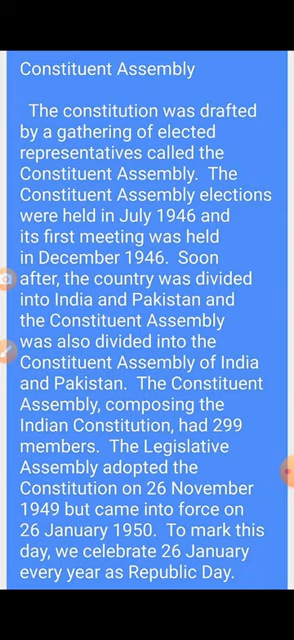 Constituent Assembly
The constitution was drafted
by a gathering of elected
representatives called the
Constituent Assembly. The
Constituent Assembly elections
were held in July 1946 and
its first meeting was held
in December 1946. Soon
after, the country was divided
into India and Pakistan and
the Constituent Assembly
was also divided into the
Constituent Assembly of India
and Pakistan. The Constituent
Assembly, composing the
Indian Constitution, had 299
members. The Legislative
Assembly adopted the
Constitution on 26 November
1949 but came into force on
26 January 1950. To mark this
day, we celebrate 26 January
every year as Republic Day.